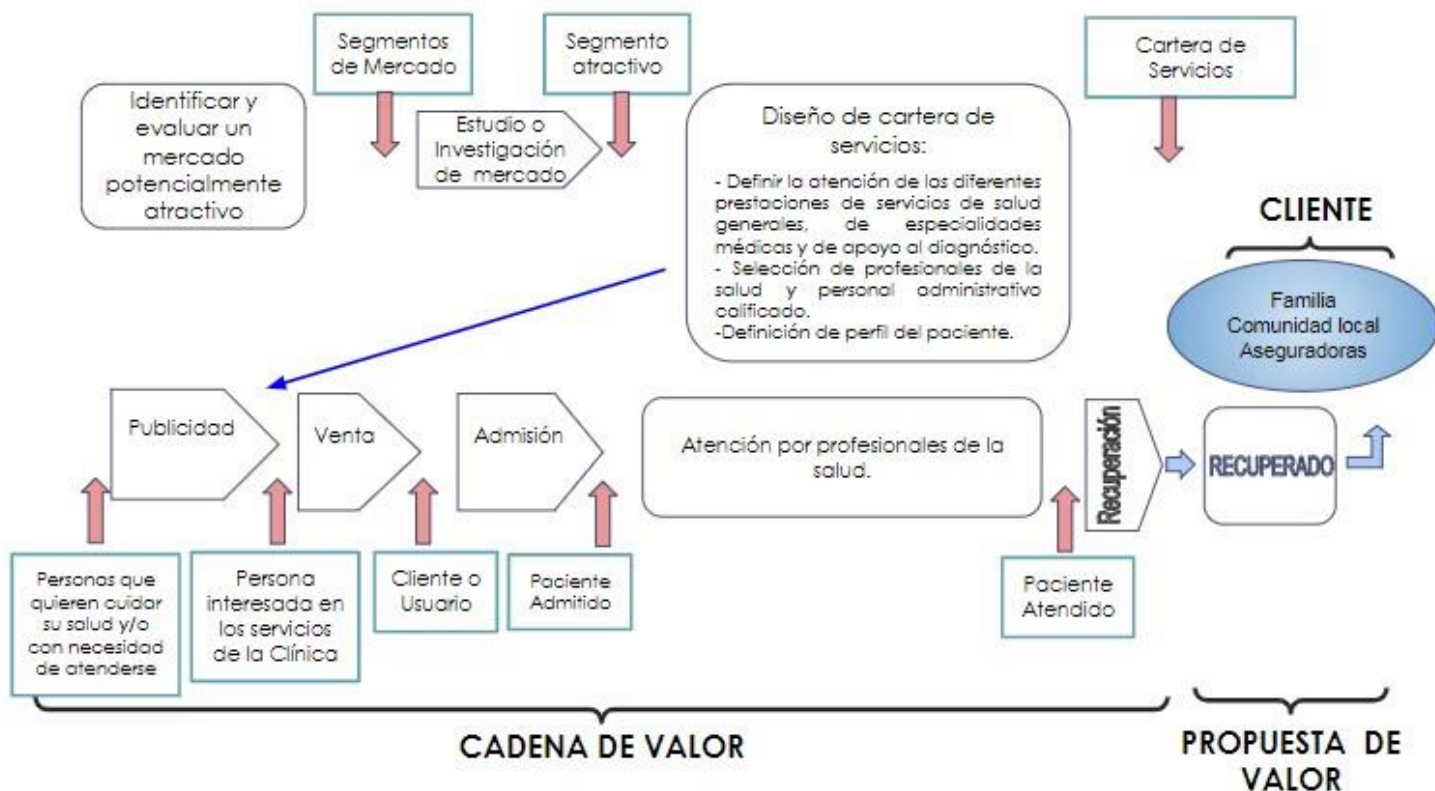 Segmentos
de Mercado
Segmento
atractivo
Cartera de
Servicios
Identificar y
evaluar un
mercado
potencialmente
atractivo
Estudio o
Investigación
de mercado
Diseño de cartera de
servicios:
- Definir la atención de las diferentes
prestaciones de servicios de salud
generales, de especialidades
médicas y de apoyo al diagnóstico.
- Selección de profesionales de la
salud y personal administrativo
calificado.
-Definición de perfil del paciente.
CLIENTE
Familia
Comunidad local
Aseguradoras
Publicidad
Venta
Admisión
Atención por profesionales de la
salud.
Recuperación
RECUPERADO
Personas que
quieren cuidar
su salud y/o
con necesidad
de atenderse
Persona
interesada en
los servicios
de la Clínica
Cliente o
Usuario
Paciente
Admitido
Paciente
Atendido
CADENA DE VALOR
PROPUESTA DE
VALOR